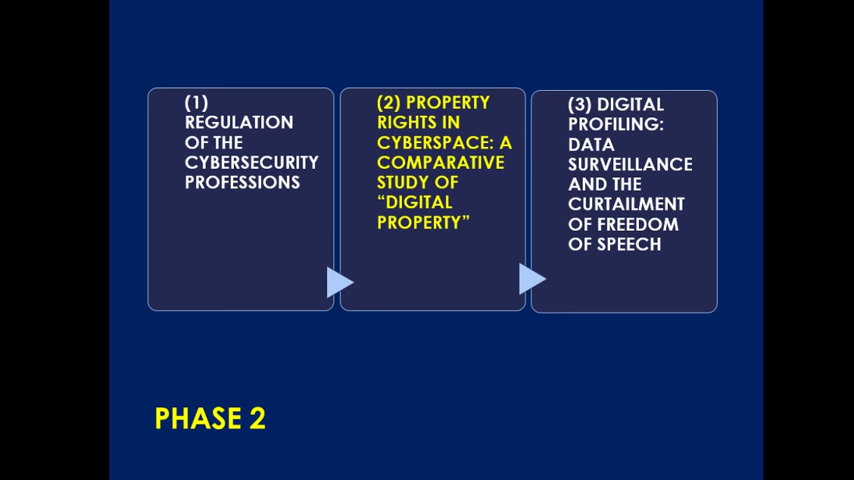 (1)
REGULATION
OF THE
CYBERSECURITY
PROFESSIONS
(2) PROPERTY
RIGHTS IN
CYBERSPACE: A
COMPARATIVE
STUDY OF
“DIGITAL
PROPERTY”
(3) DIGITAL
PROFILING:
DATA
SURVEILLANCE
AND THE
CURTAILMENT
OF FREEDOM
OF SPEECH
PHASE 2